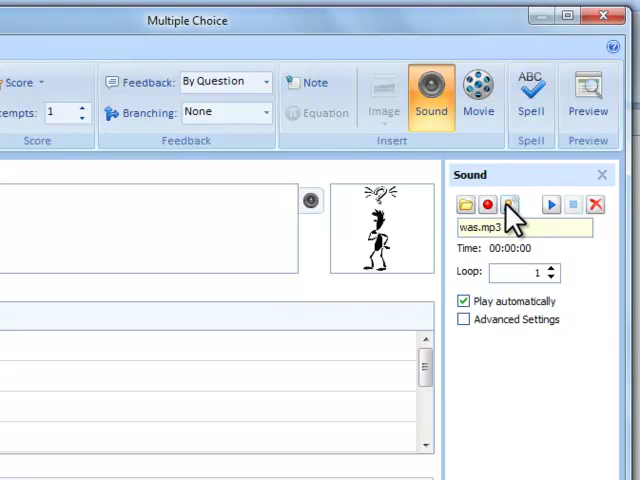 Multiple Choice
Score
Feedback: By Question
Note
ABC
tempts: 1
Branching: None
Equation
Image
Sound
Movie
Spell
Preview
Score
Feedback
Insert
Spell
Preview
Sound
was.mp3
Time: 00:00:00
Loop: 1
Play automatically
Advanced Settings